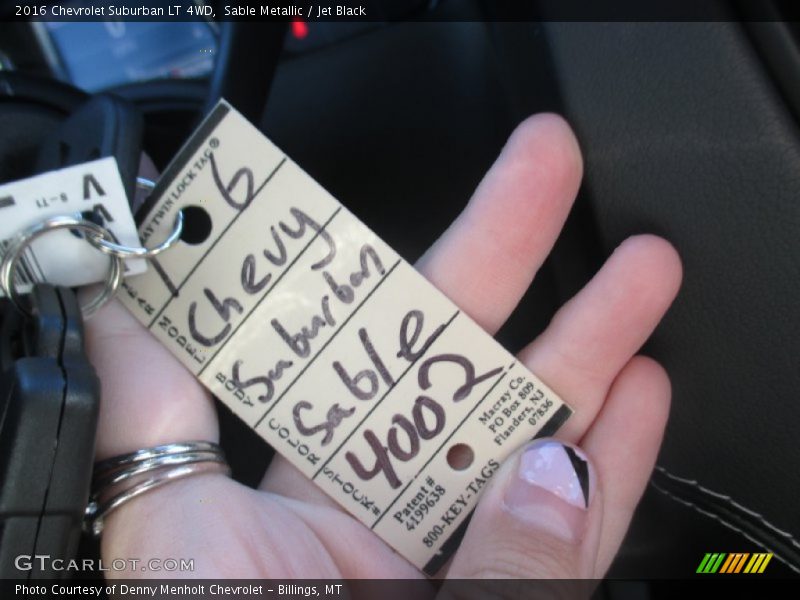 2016 Chevrolet Suburban LT 4WD, Sable Metallic / Jet Black
TWIN LOCK TAG®
YEAR 16
MODEL Chevy
BODY Suburban
COLOR Sable
STOCK# 4002
Patent #
4199638
800-KEY-TAGS
Macray Co.
PO Box 809
Flanders, NJ
07836
GTCARLOT.COM
Photo Courtesy of Denny Menholt Chevrolet – Billings, MT